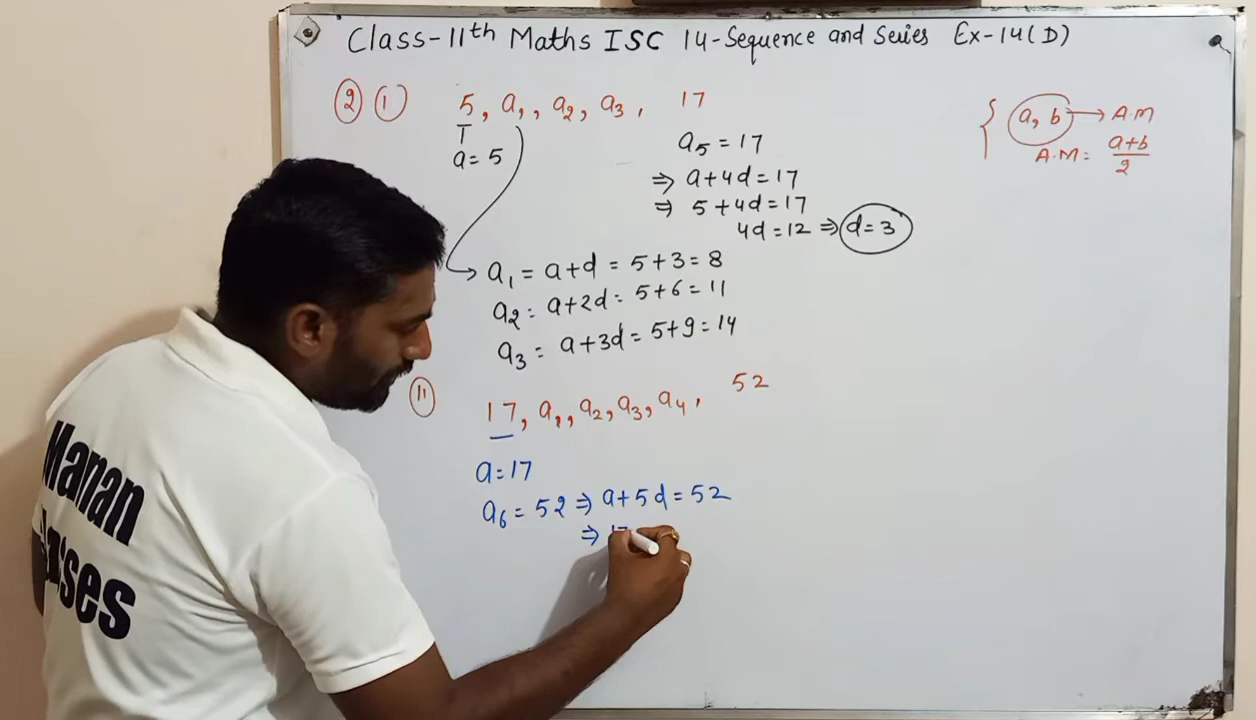 Class-11th Maths ISC 14-Sequence and Series Ex-14(D)
② ① 5, a₁, a₂, a₃, 17
a = 5
a₅ = 17
⇒ a+4d = 17
⇒ 5+4d = 17
4d = 12 ⇒ d = 3
a₁ = a+d = 5+3 = 8
a₂ = a+2d = 5+6 = 11
a₃ = a+3d = 5+9 = 14
a, b → A.M
A.M = a+b/2
⑪ 17, a₁, a₂, a₃, a₄, 52
a = 17
a₆ = 52 ⇒ a+5d = 52
⇒ 17
Manan